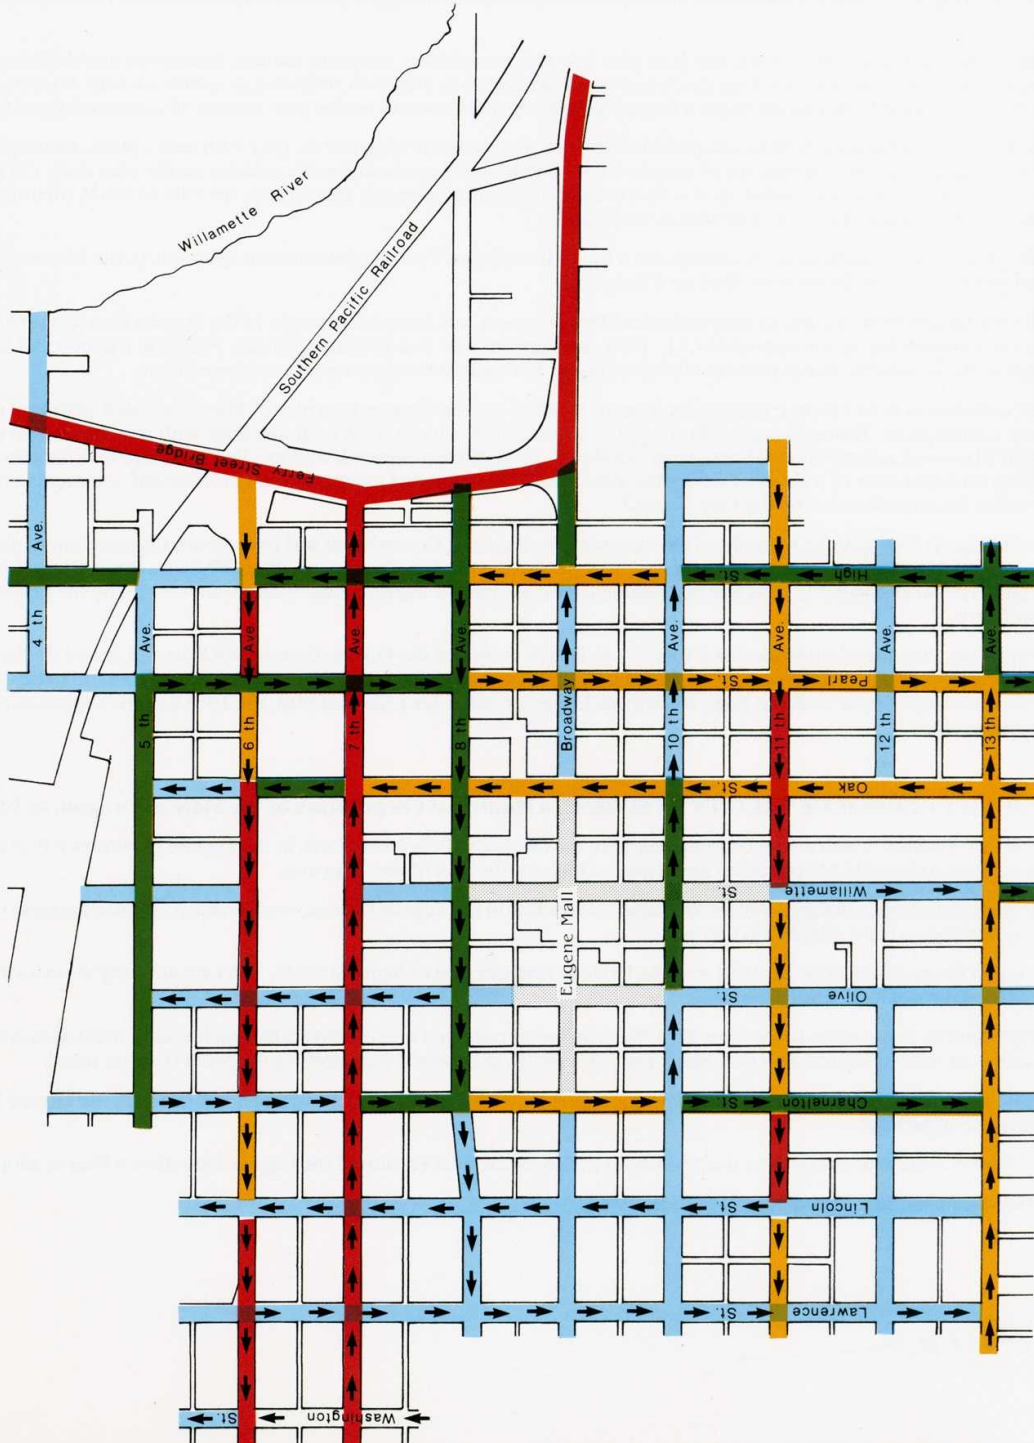 Willamette River
Southern Pacific Railroad
Ferry Street Bridge
4 th Ave.
5 th Ave.
6 th Ave.
7 th Ave.
8 th Ave.
Broadway
10 th Ave.
11 th Ave.
12 th Ave.
13 th Ave.
High St.
Pearl St.
Oak St.
Willamette St.
Eugene Mall
Olive St.
Charnelton St.
Lincoln St.
Lawrence St.
Washington St.